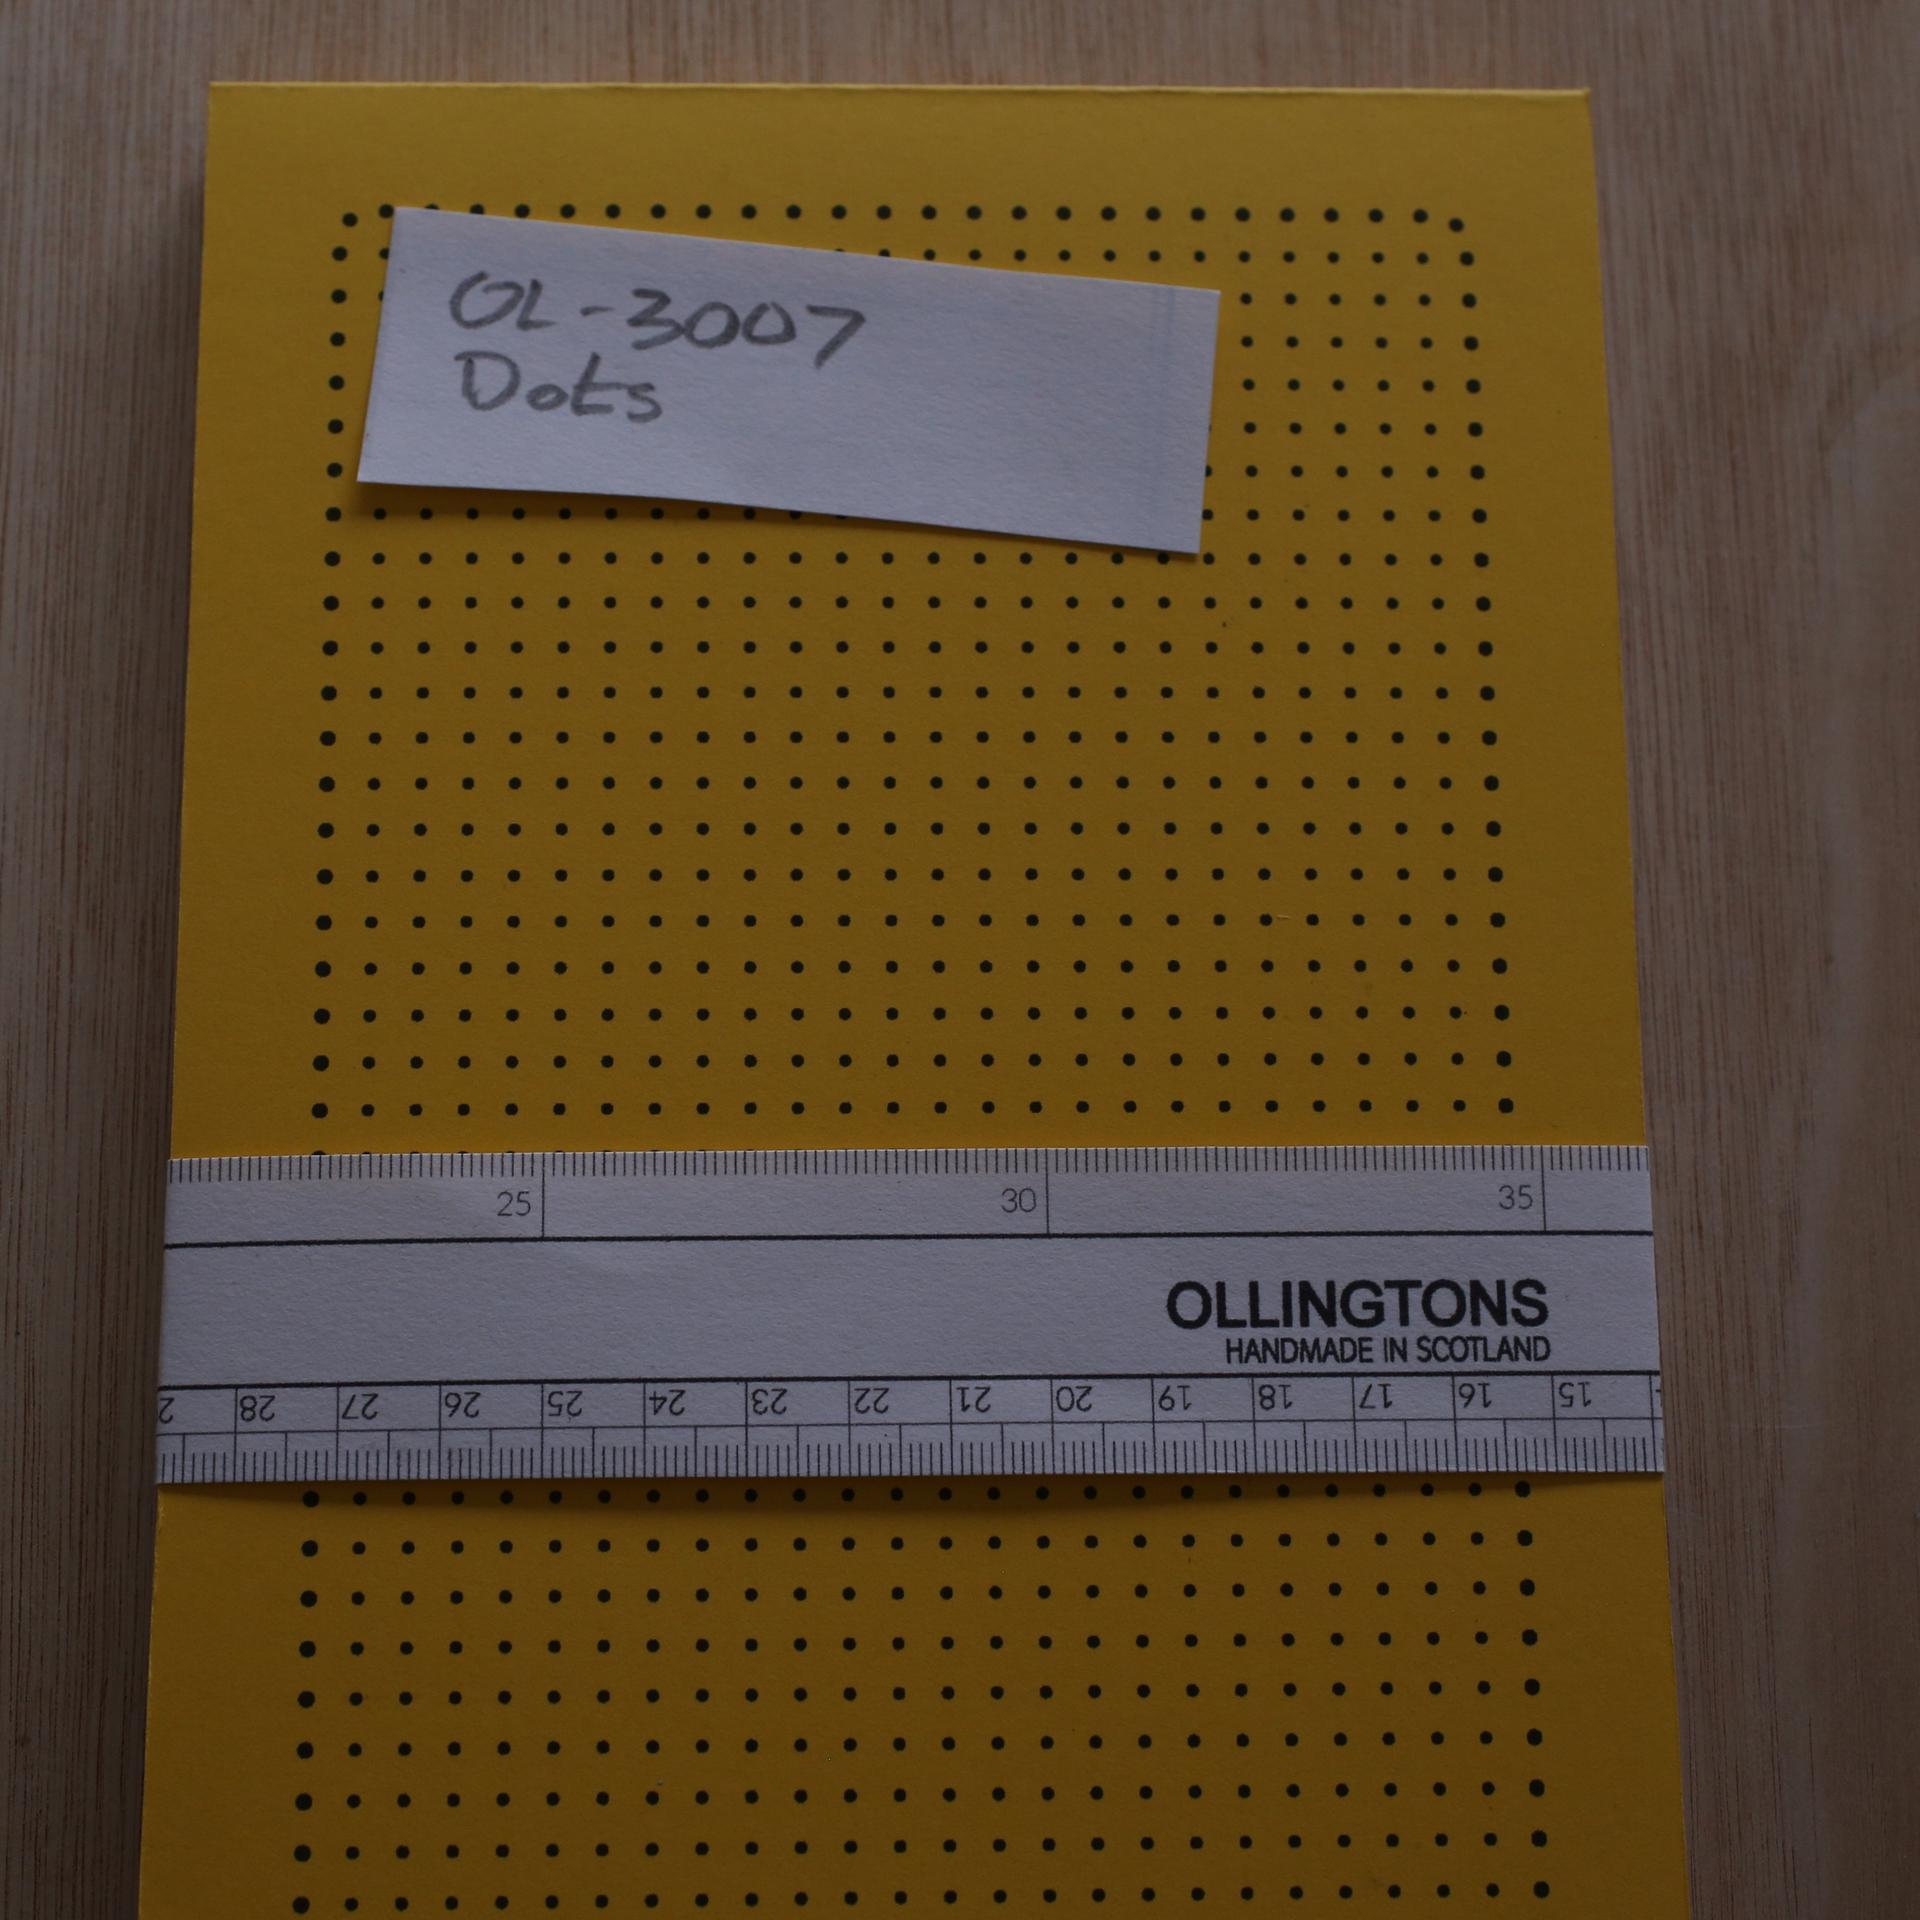 OL-3007
Dots
25 30 35
OLLINGTONS
HANDMADE IN SCOTLAND
28 27 26 25 24 23 22 21 20 19 18 17 16 15